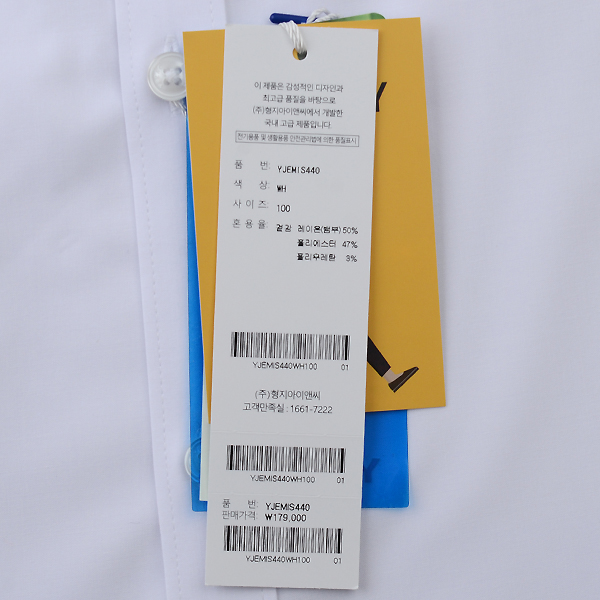 이 제품은 감성적인 디자인과
최고급 품질을 바탕으로
(주)형지아이앤씨에서 개발한
국내 고급 제품입니다.
전기용품 및 생활용품 안전관리법에 의한 품질표시
품 번: YJEMIS440
색 상: WH
사 이 즈: 100
혼 용 율: 겉감 레이온(뱀부) 50%
폴리에스터 47%
폴리우레탄 3%
YJEMIS440WH100 01
(주)형지아이앤씨
고객만족실 : 1661-7222
YJEMIS440WH100 01
품 번: YJEMIS440
판매가격: ₩179,000
YJEMIS440WH100 01
Y
Y